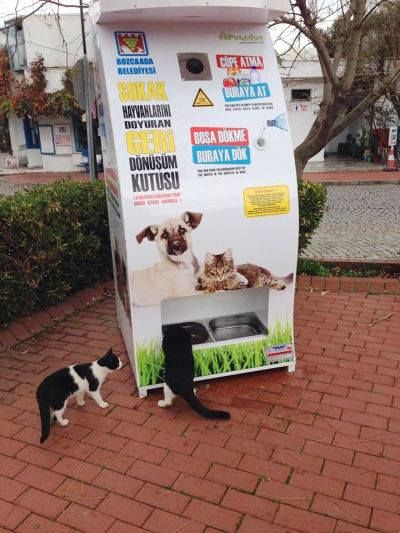 BOZCAADA
BELEDİYESİ
Pugedon
SOKAK
HAYVANLARINI
DOYURAN
GERİ
DÖNÜŞÜM
KUTUSU
ÇÖPE ATMA
BURAYA AT
BOŞA DÖKME
BURAYA DÖK